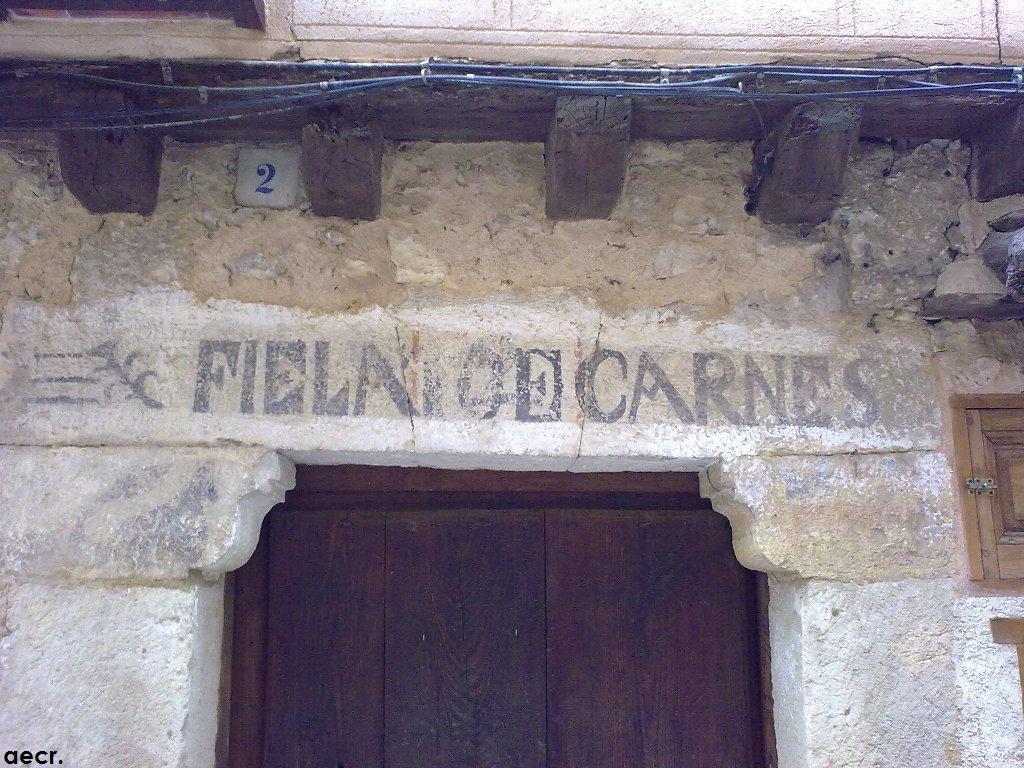 2
FIELATO DE CARNES
aecr.